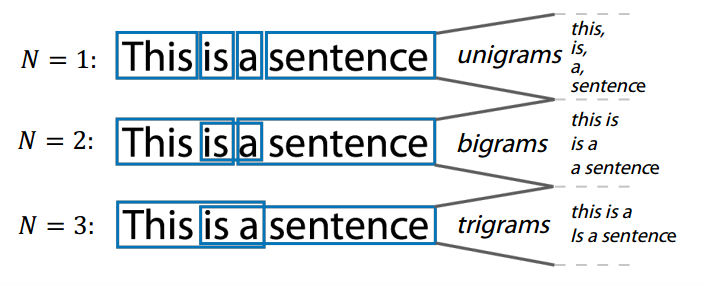 N = 1: This is a sentence unigrams
this,
is,
a,
sentence
N = 2: This is a sentence bigrams
this is
is a
a sentence
N = 3: This is a sentence trigrams
this is a
Is a sentence